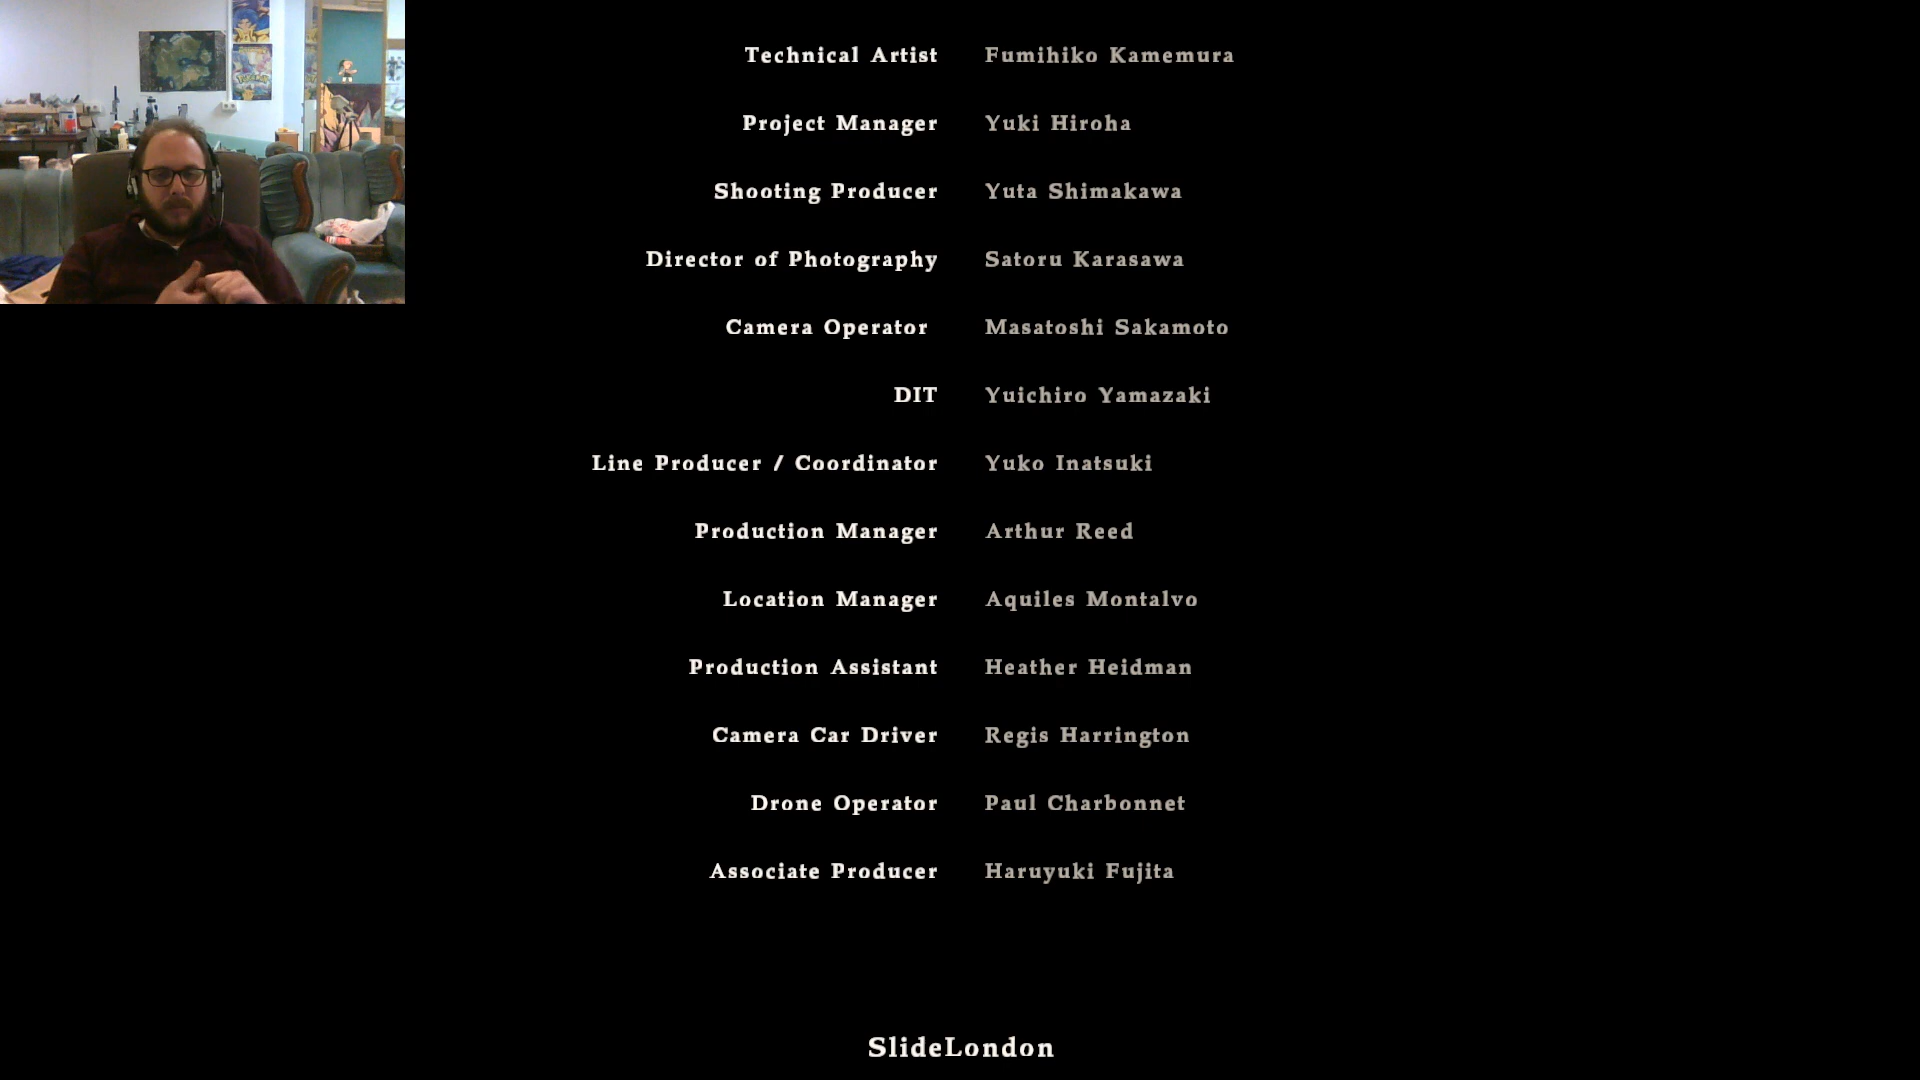 Technical Artist Fumihiko Kamemura
Project Manager Yuki Hiroha
Shooting Producer Yuta Shimakawa
Director of Photography Satoru Karasawa
Camera Operator Masatoshi Sakamoto
DIT Yuichiro Yamazaki
Line Producer / Coordinator Yuko Inatsuki
Production Manager Arthur Reed
Location Manager Aquiles Montalvo
Production Assistant Heather Heidman
Camera Car Driver Regis Harrington
Drone Operator Paul Charbonnet
Associate Producer Haruyuki Fujita
SlideLondon